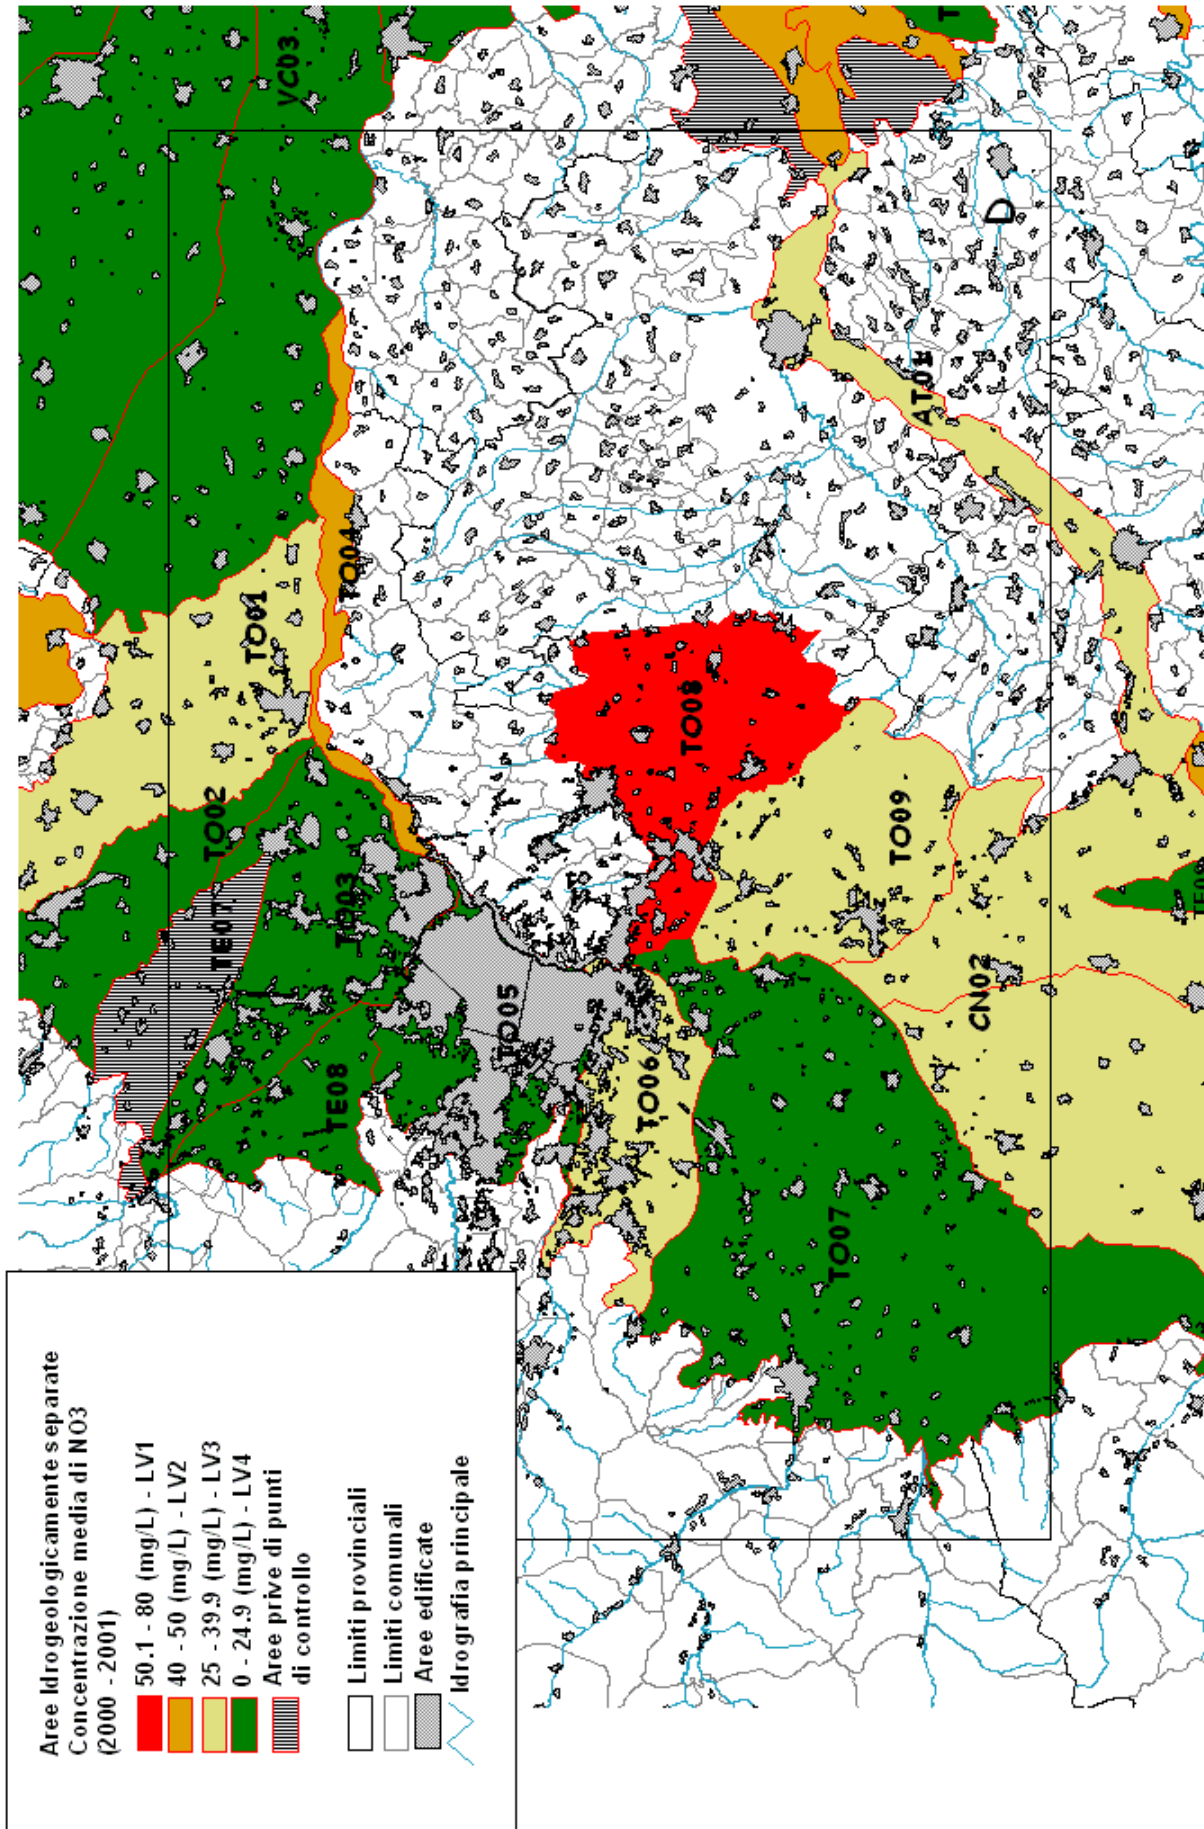 Aree Idrogeologicamente separate
Concentrazione media di NO3
(2000 - 2001)
50.1 - 80 (mg/L) - LV1
40 - 50 (mg/L) - LV2
25 - 39.9 (mg/L) - LV3
0 - 24.9 (mg/L) - LV4
Aree prive di punti
di controllo
Limiti provinciali
Limiti comunali
Aree edificate
Idrografia principale
VC03
TO01
TO04
TO02
TE07
TO03
TE08
TO05
TO06
TO07
TO08
TO09
CN02
AT01
D